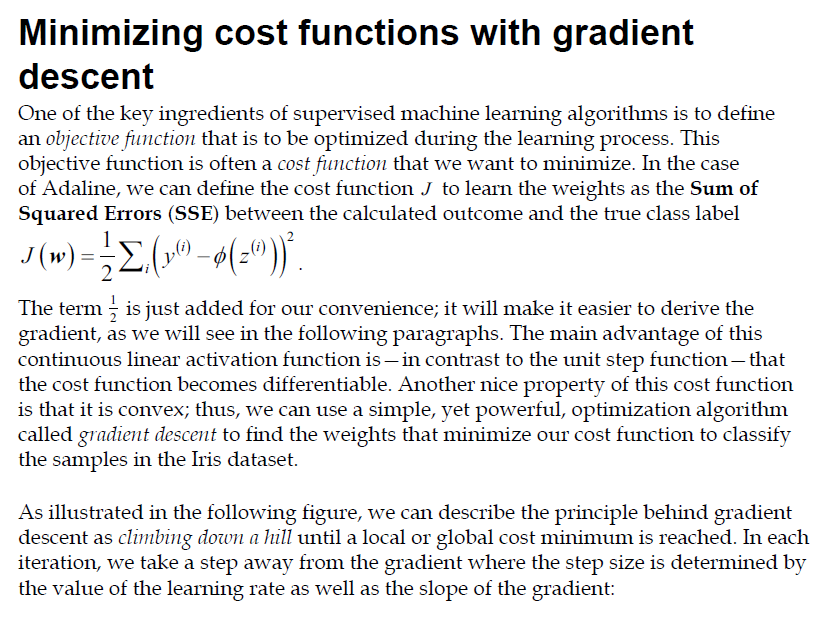 Minimizing cost functions with gradient
descent
One of the key ingredients of supervised machine learning algorithms is to define
an objective function that is to be optimized during the learning process. This
objective function is often a cost function that we want to minimize. In the case
of Adaline, we can define the cost function J to learn the weights as the Sum of
Squared Errors (SSE) between the calculated outcome and the true class label
J(w) = 1/2 ∑ᵢ (y⁽ⁱ⁾ − ϕ(z⁽ⁱ⁾))².
The term 1/2 is just added for our convenience; it will make it easier to derive the
gradient, as we will see in the following paragraphs. The main advantage of this
continuous linear activation function is—in contrast to the unit step function—that
the cost function becomes differentiable. Another nice property of this cost function
is that it is convex; thus, we can use a simple, yet powerful, optimization algorithm
called gradient descent to find the weights that minimize our cost function to classify
the samples in the Iris dataset.
As illustrated in the following figure, we can describe the principle behind gradient
descent as climbing down a hill until a local or global cost minimum is reached. In each
iteration, we take a step away from the gradient where the step size is determined by
the value of the learning rate as well as the slope of the gradient: